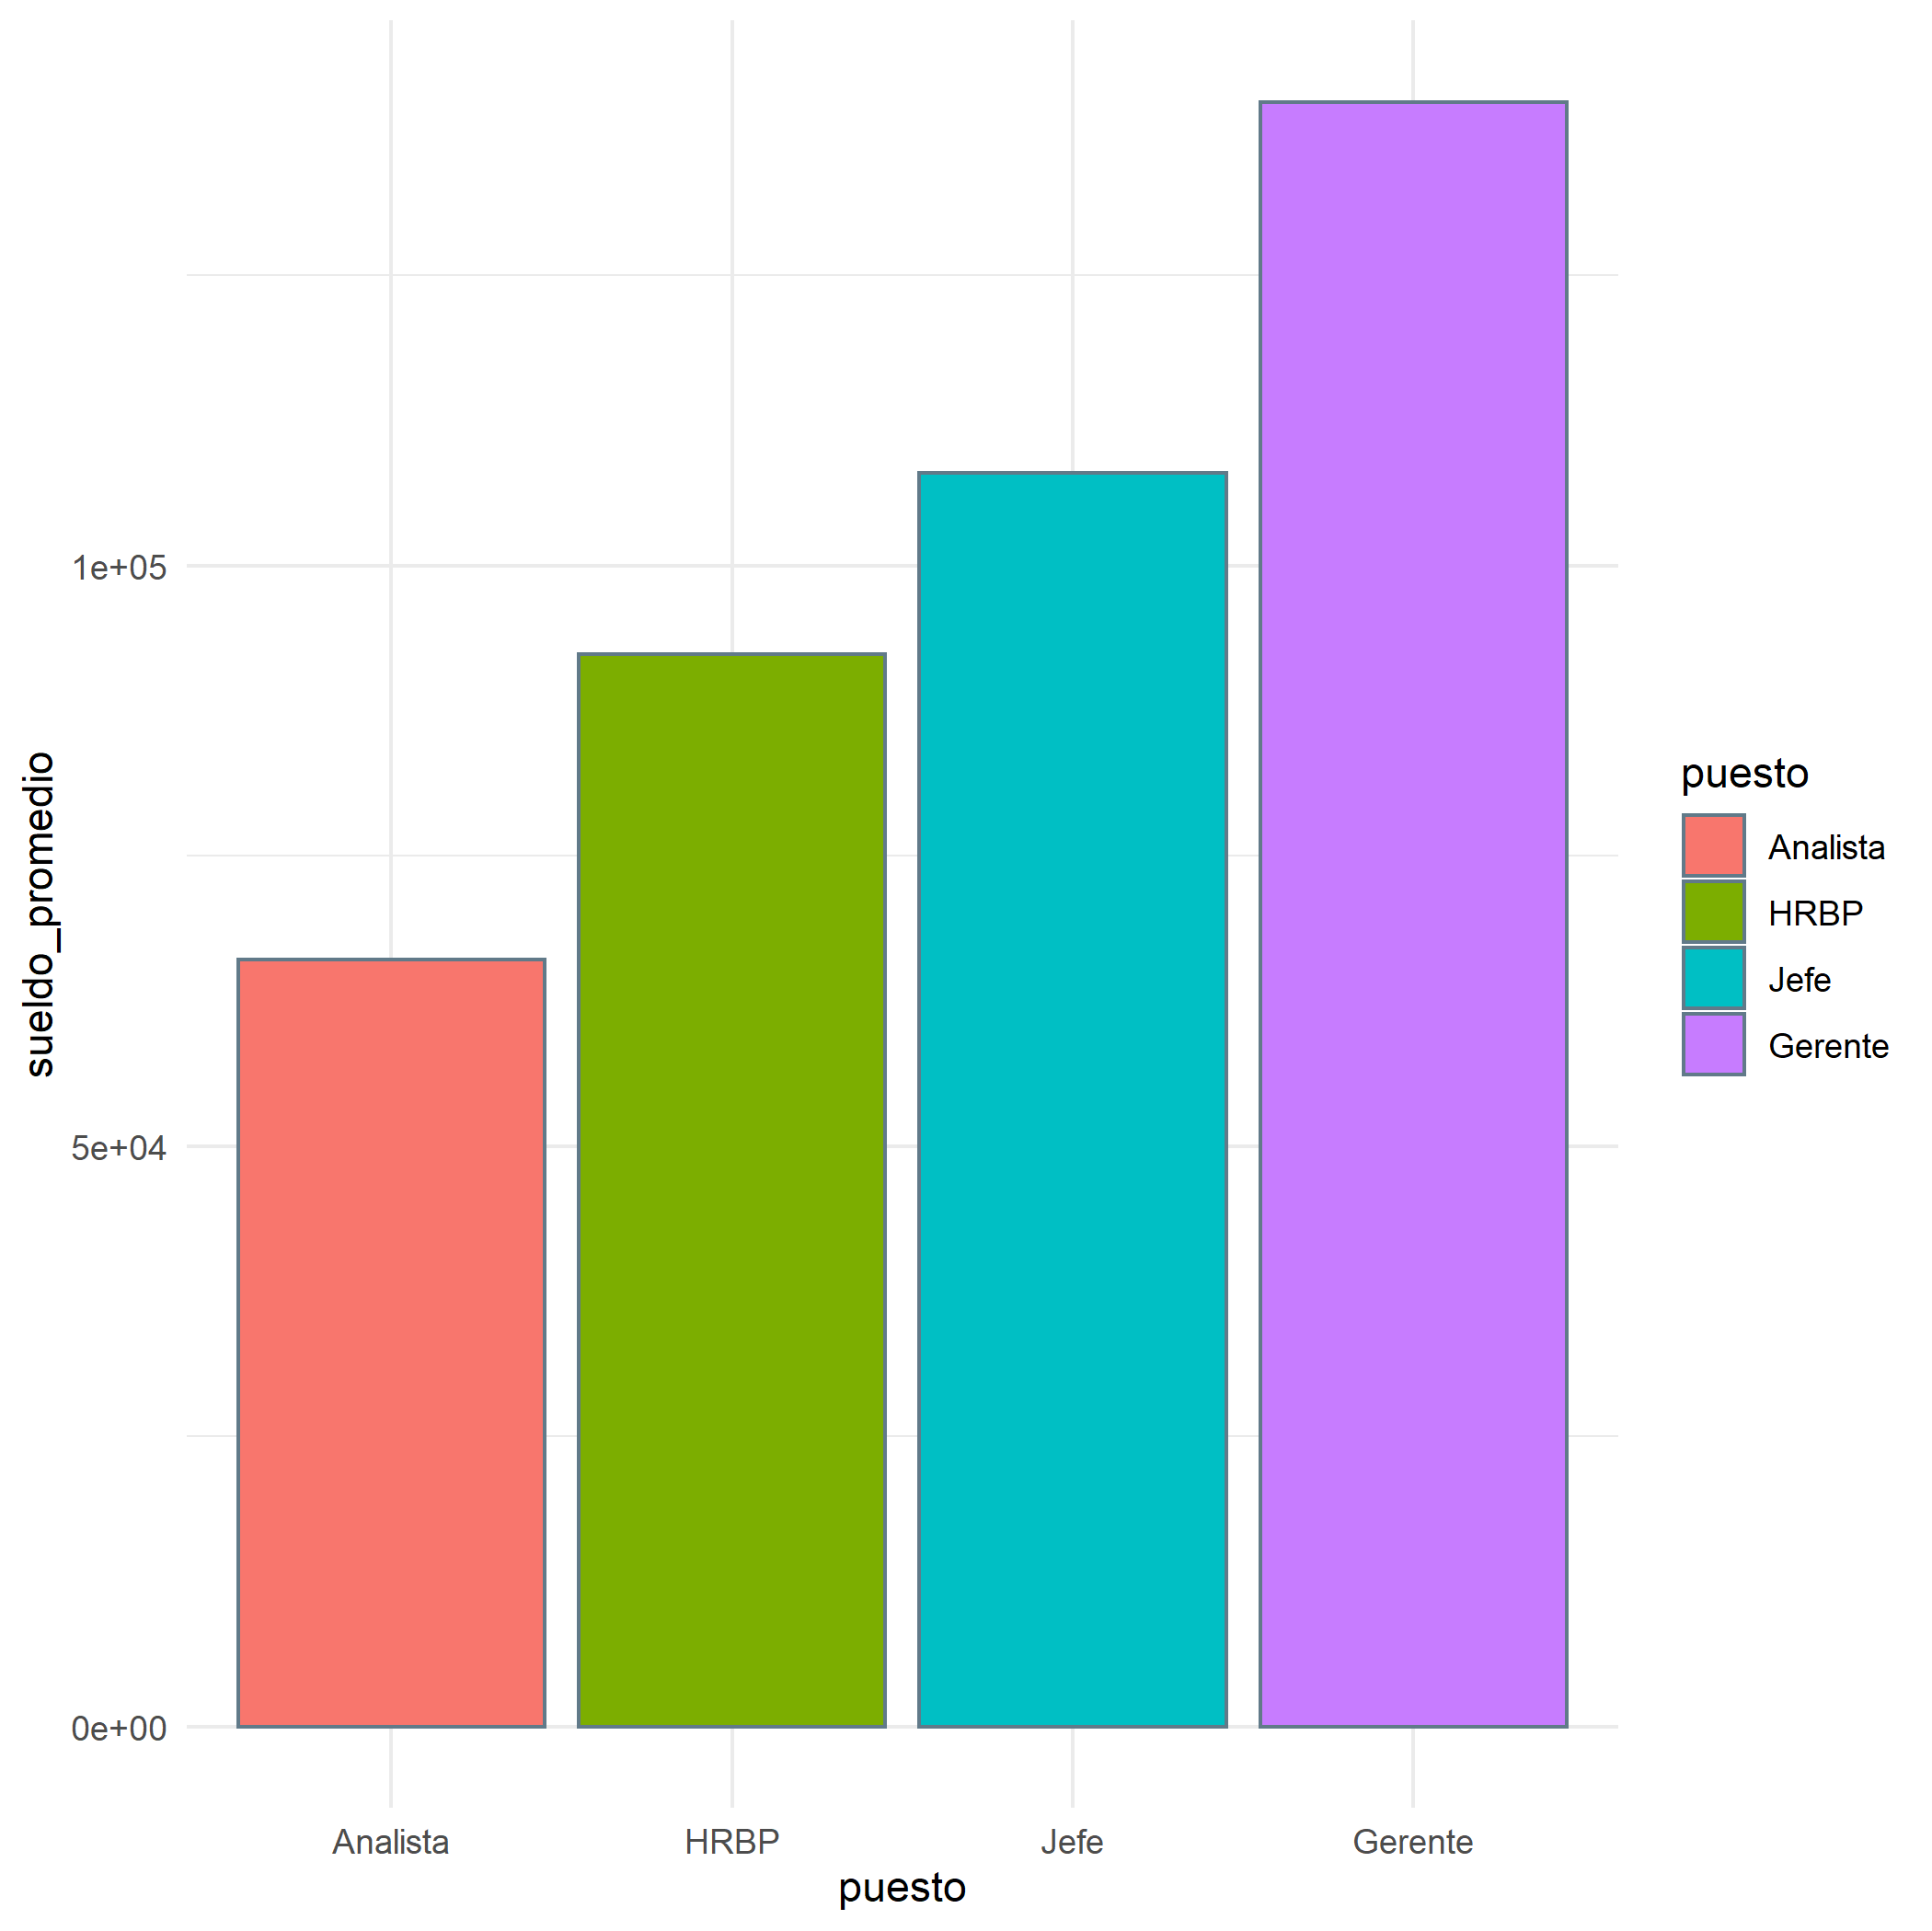 sueldo_promedio
1e+05
5e+04
0e+00
Analista
HRBP
Jefe
Gerente
puesto
puesto
Analista
HRBP
Jefe
Gerente